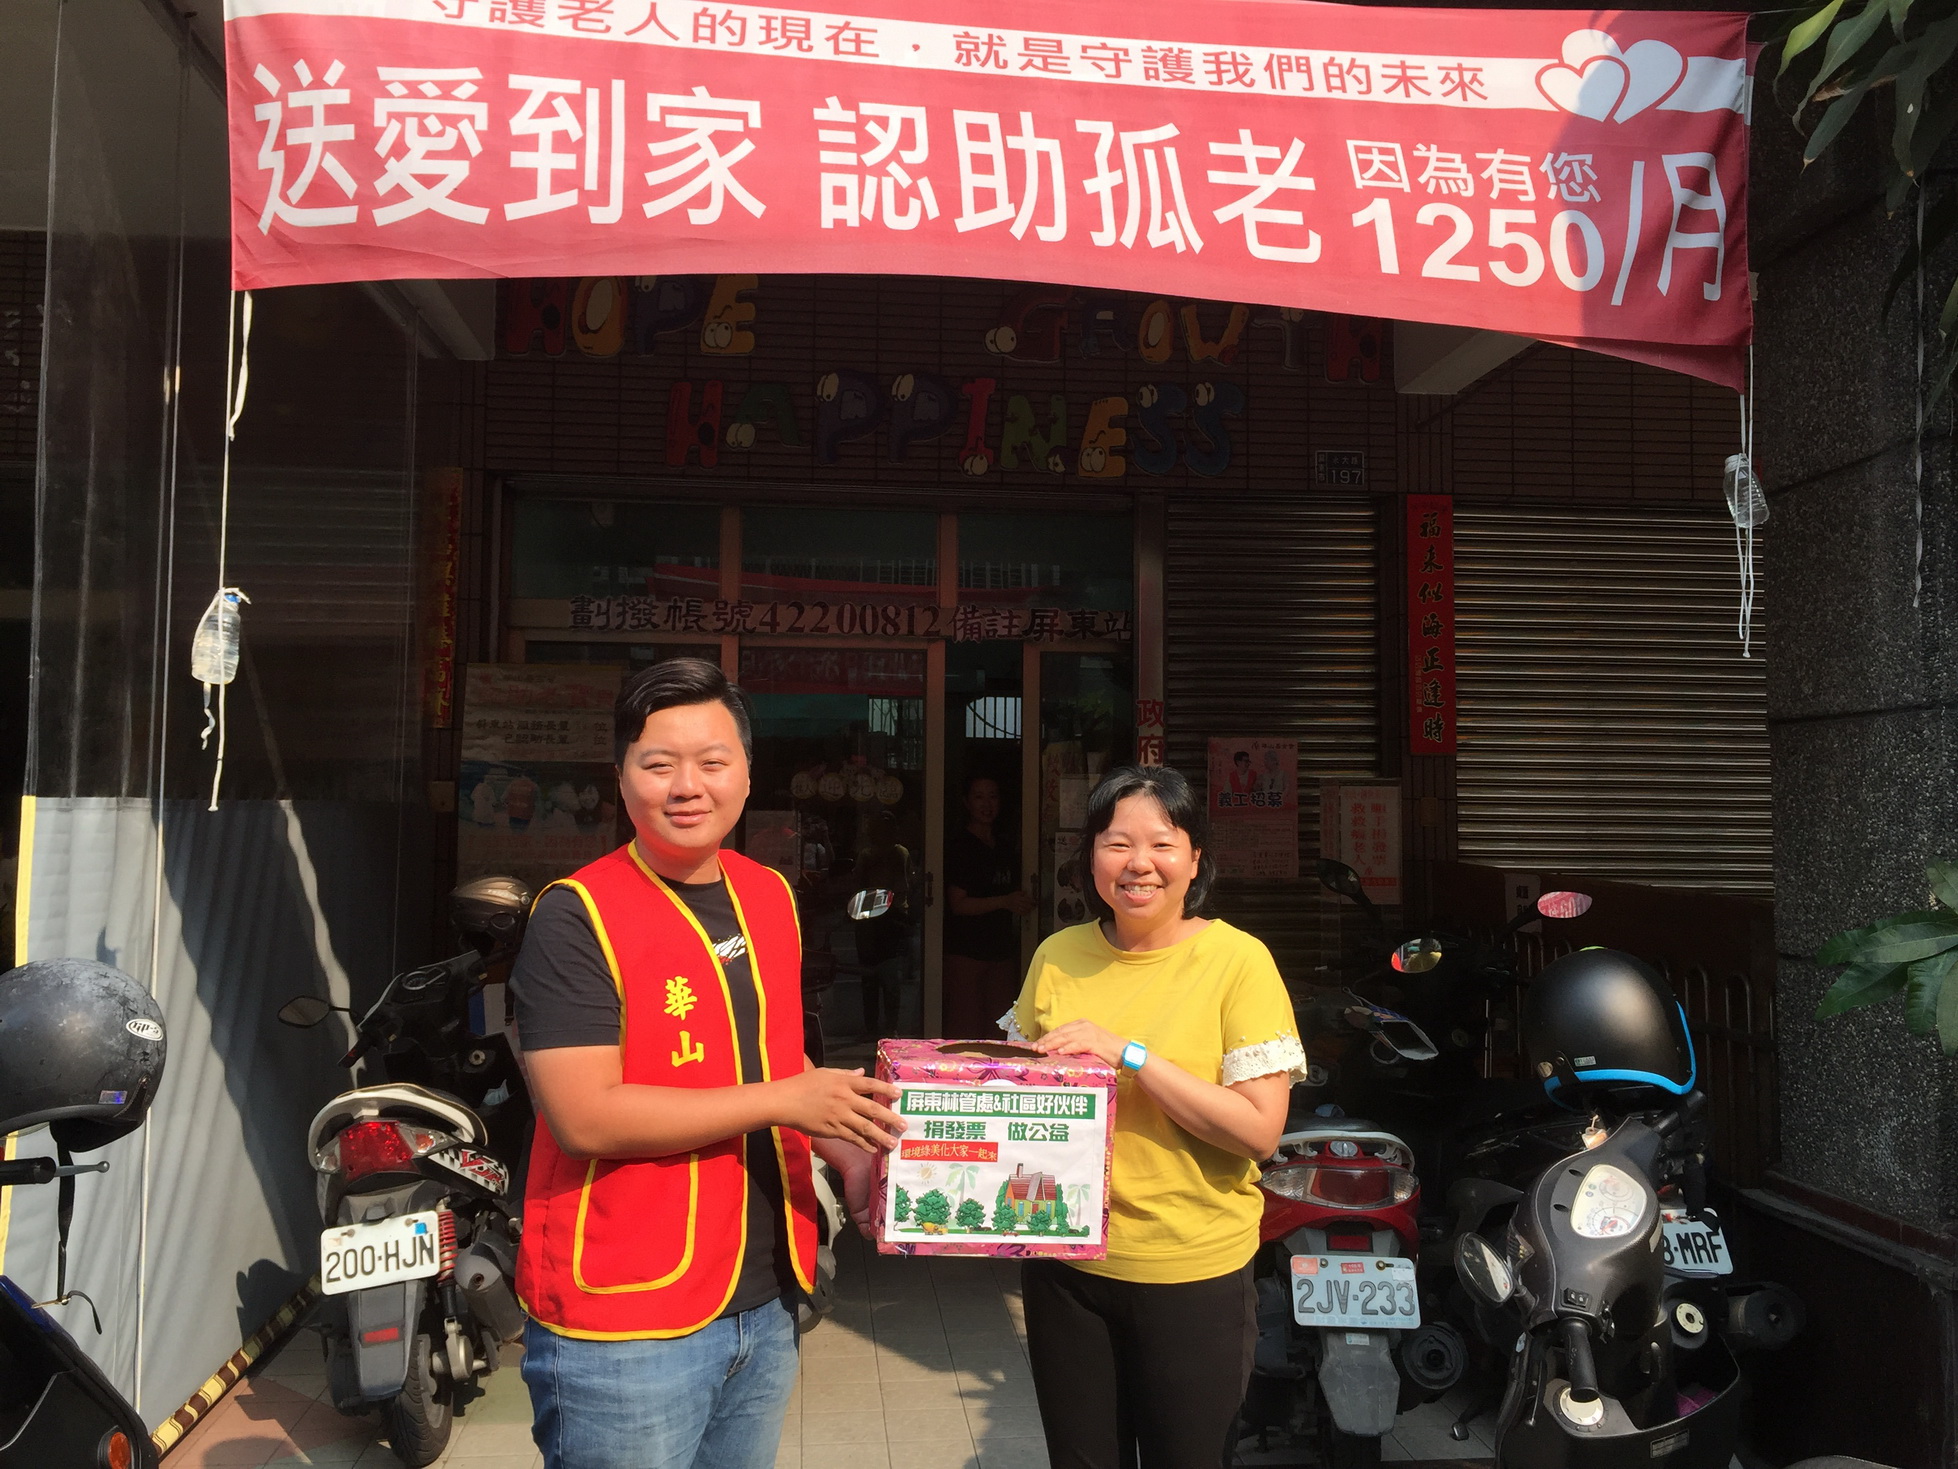 守護老人的現在，就是守護我們的未來
送愛到家 認助孤老 因為有您
1250/月
HOPE GROWTH
HAPPINESS
197
劃撥帳號42200812備註屏東站
福來似海正逢時
政府
義工招募
華山
屏東林管處&社區好伙伴
捐發票 做公益
環境綠美化大家一起來
200·HJN
2JV·233
MRF